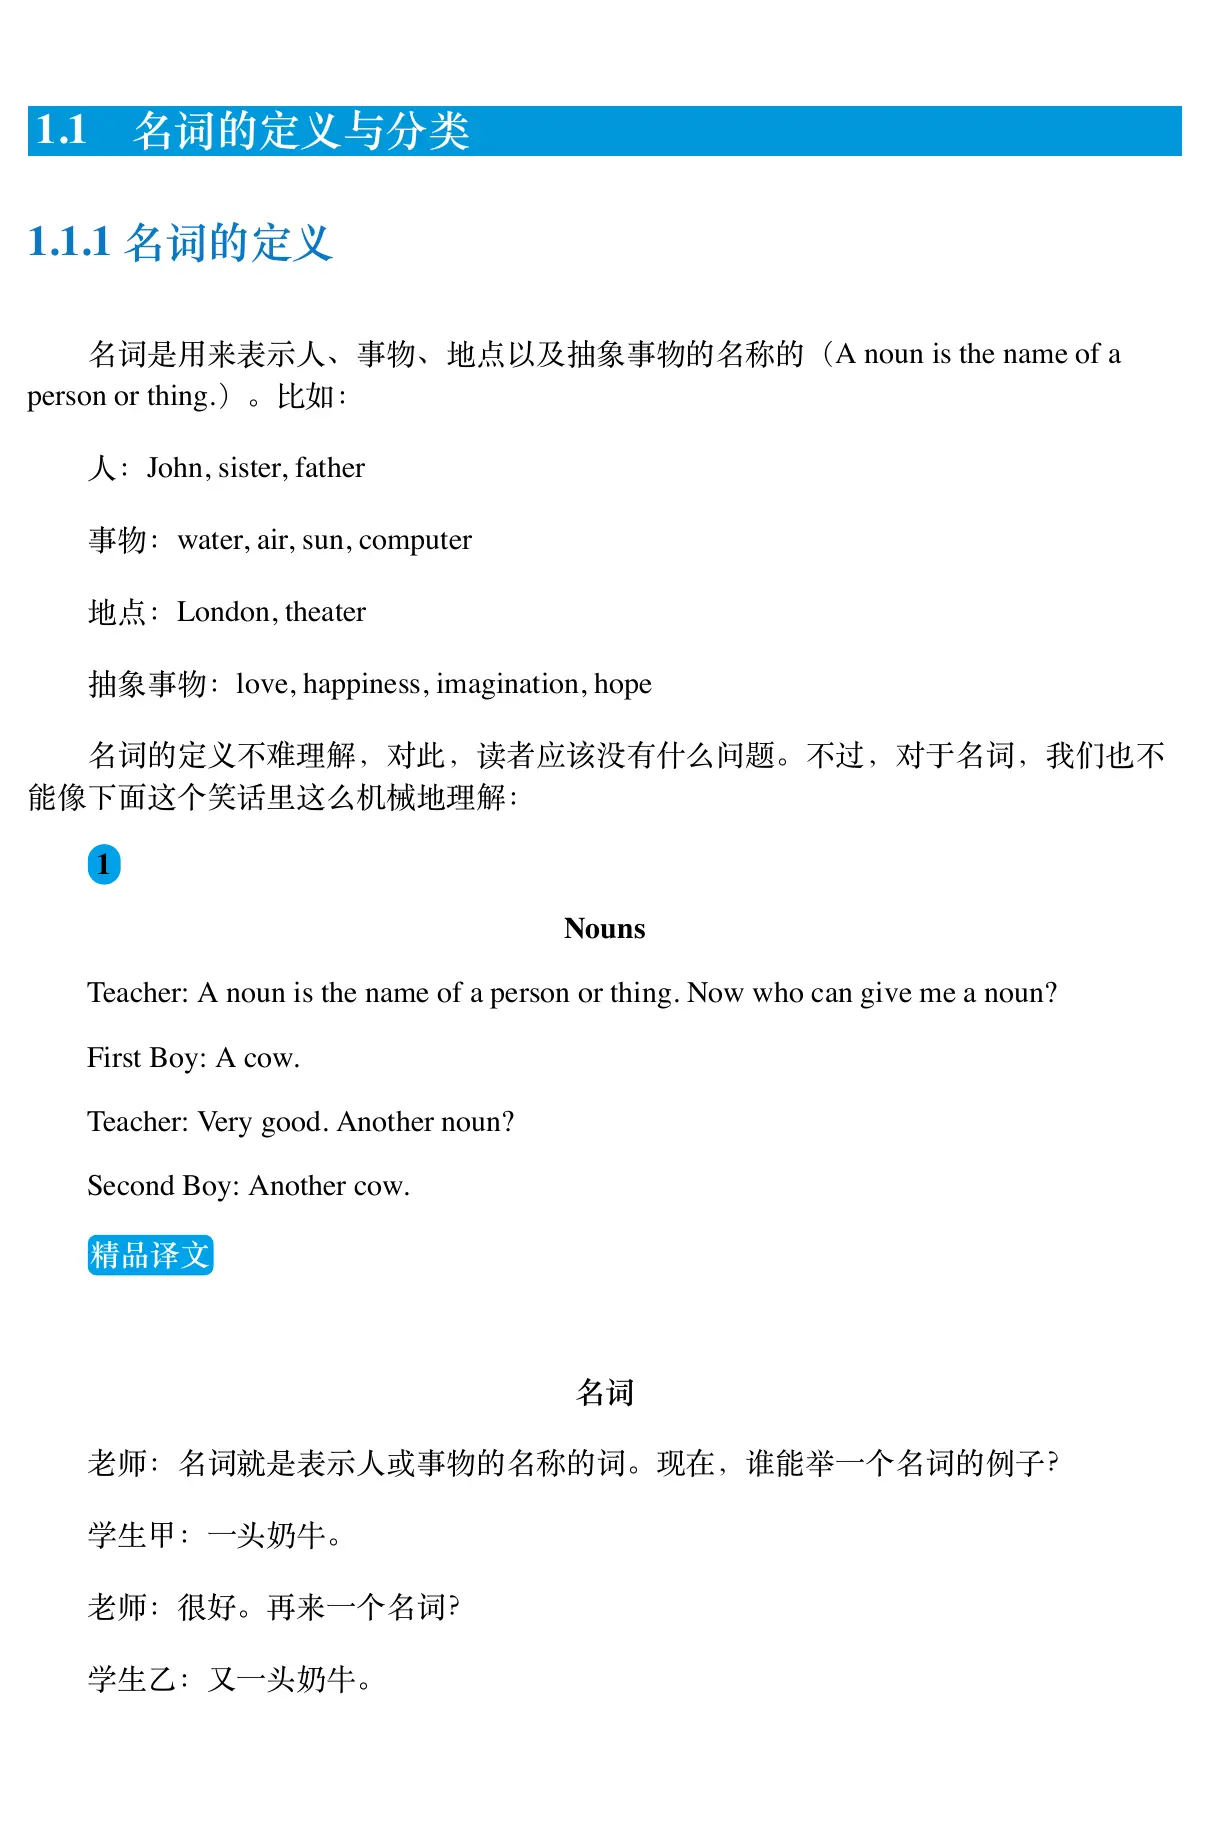 1.1 名词的定义与分类
1.1.1 名词的定义
名词是用来表示人、事物、地点以及抽象事物的名称的（A noun is the name of a
person or thing.）。比如：
人：John, sister, father
事物：water, air, sun, computer
地点：London, theater
抽象事物：love, happiness, imagination, hope
名词的定义不难理解，对此，读者应该没有什么问题。不过，对于名词，我们也不
能像下面这个笑话里这么机械地理解：
1
Nouns
Teacher: A noun is the name of a person or thing. Now who can give me a noun?
First Boy: A cow.
Teacher: Very good. Another noun?
Second Boy: Another cow.
精品译文
名词
老师：名词就是表示人或事物的名称的词。现在，谁能举一个名词的例子？
学生甲：一头奶牛。
老师：很好。再来一个名词？
学生乙：又一头奶牛。